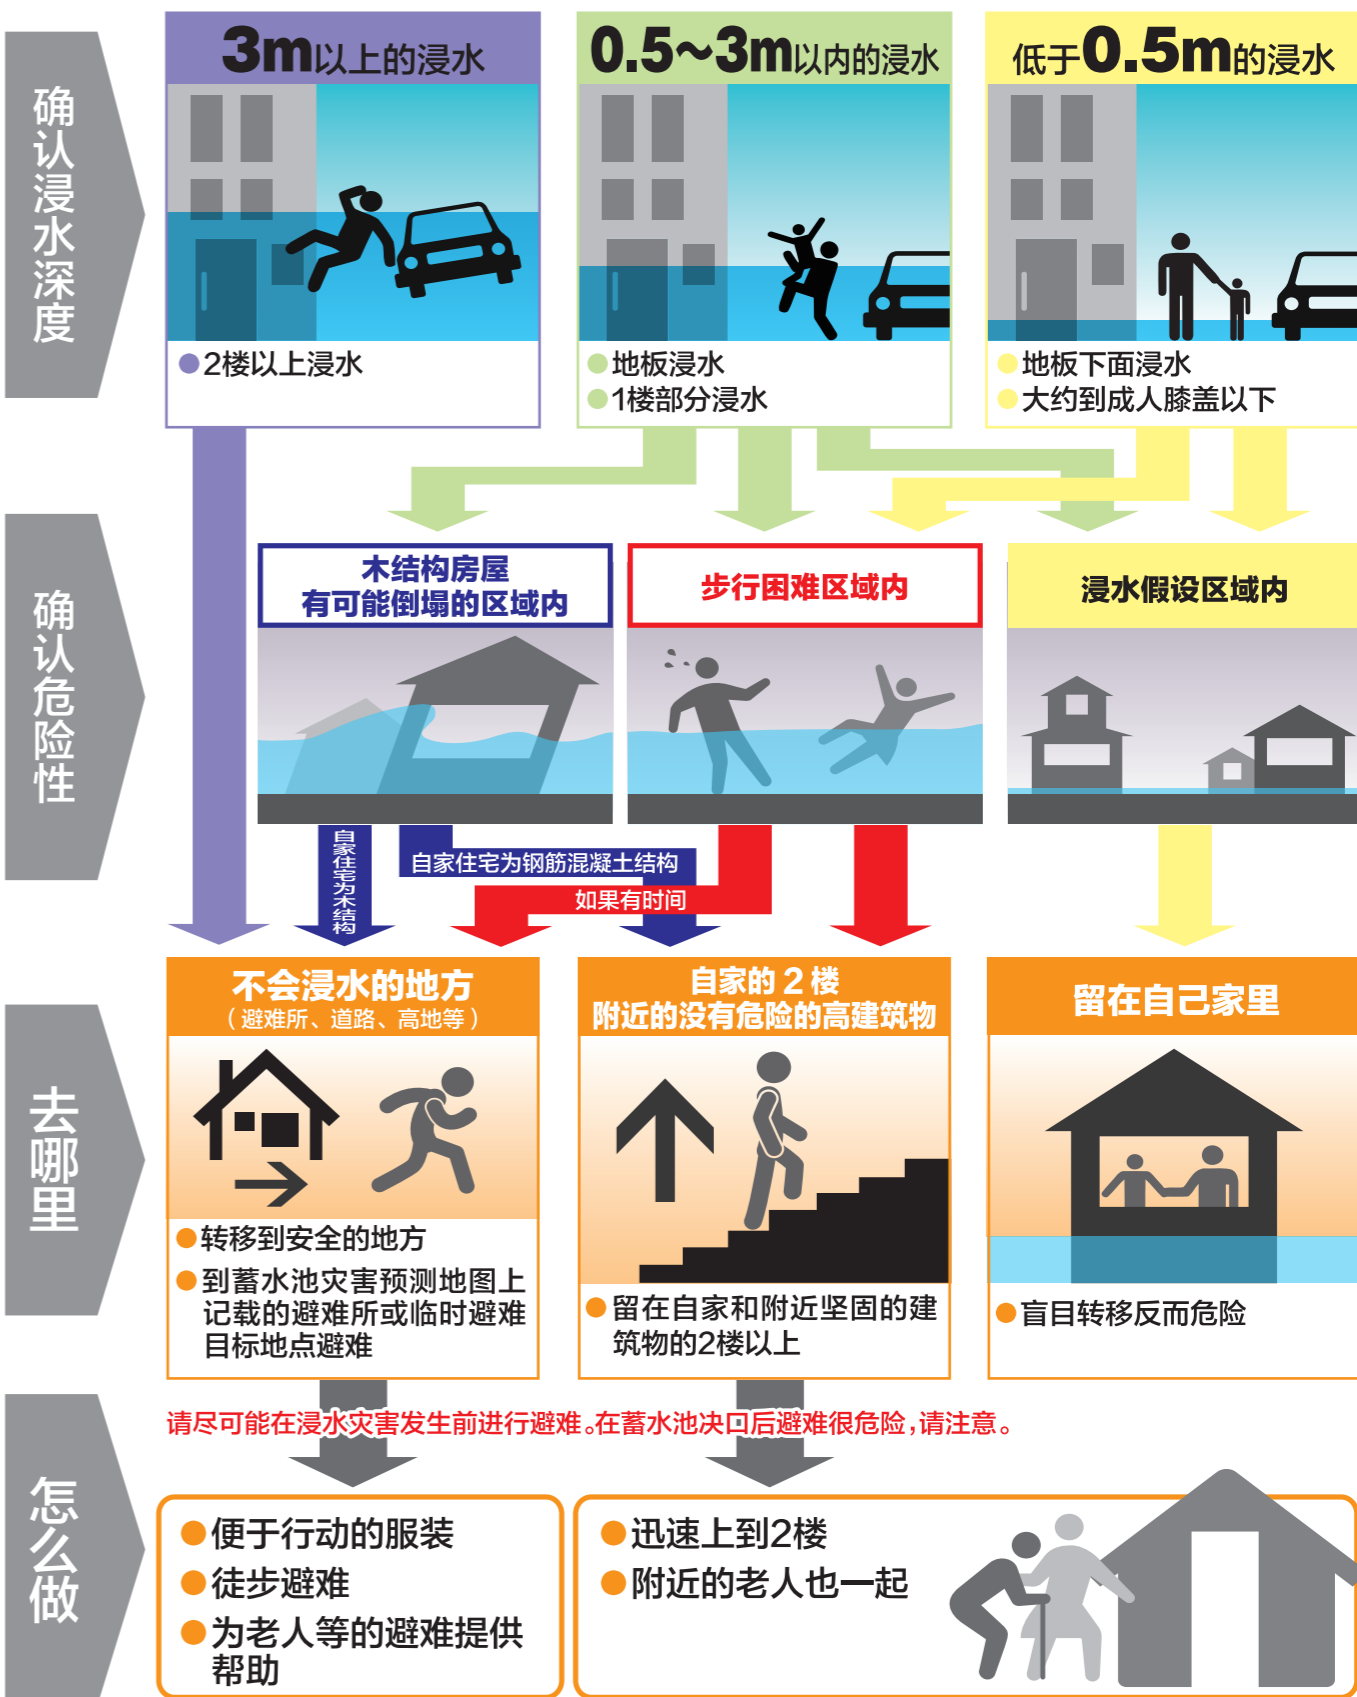 确认浸水深度
3m以上的浸水
2楼以上浸水
0.5～3m以内的浸水
地板浸水
1楼部分浸水
低于0.5m的浸水
地板下面浸水
大约到成人膝盖以下
确认危险性
木结构房屋
有可能倒塌的区域内
步行困难区域内
浸水假设区域内
自家住宅为木结构
自家住宅为钢筋混凝土结构
如果有时间
去哪里
不会浸水的地方
（避难所、道路、高地等）
转移到安全的地方
到蓄水池灾害预测地图上
记载的避难所或临时避难
目标地点避难
自家的2楼
附近的没有危险的高建筑物
留在自家和附近坚固的建
筑物的2楼以上
留在自己家里
盲目转移反而危险
请尽可能在浸水灾害发生前进行避难。在蓄水池决口后避难很危险,请注意。
怎么做
便于行动的服装
徒步避难
为老人等的避难提供
帮助
迅速上到2楼
附近的老人也一起